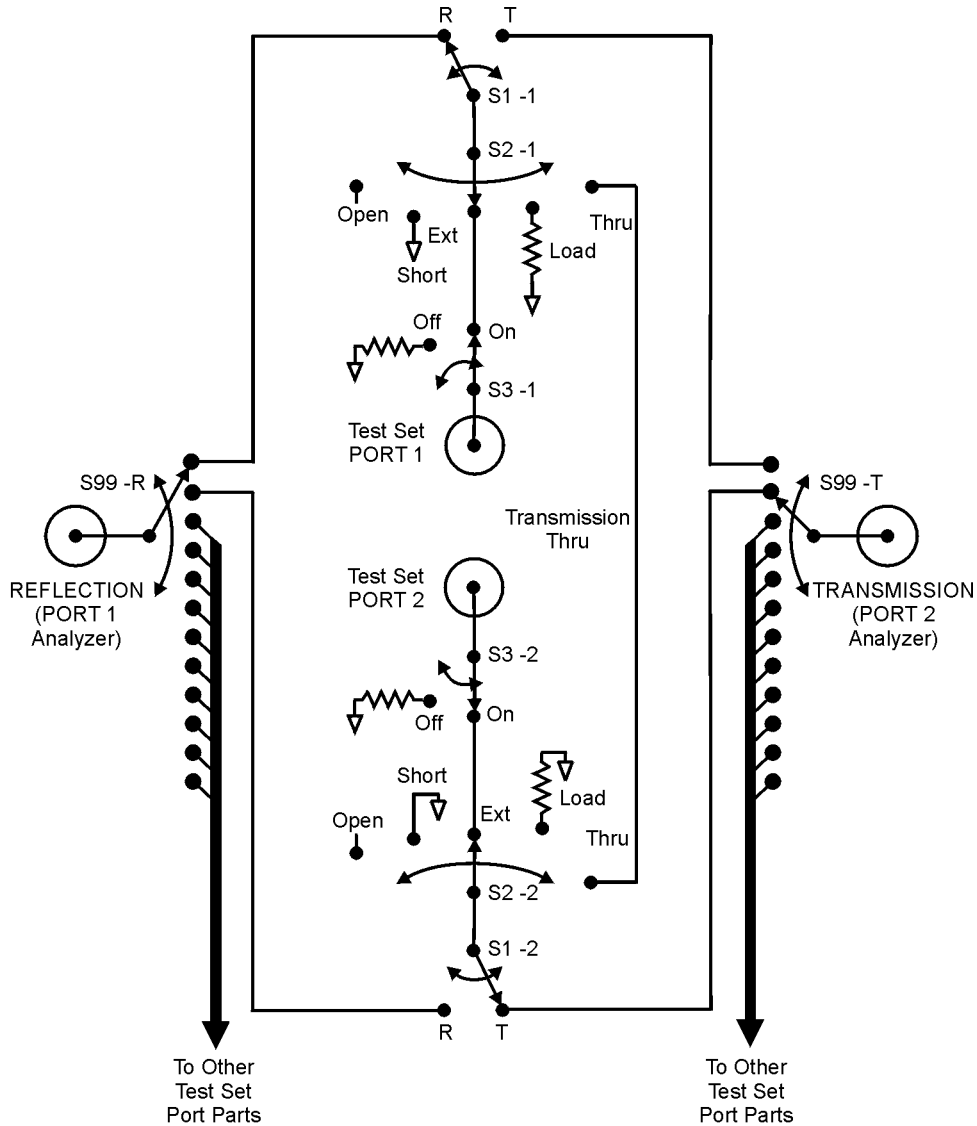 R T
S1 -1
S2 -1
Open
Ext
Short
Load
Thru
Off
On
S3 -1
Test Set
PORT 1
S99 -R
S99 -T
REFLECTION
(PORT 1
Analyzer)
Transmission
Thru
TRANSMISSION
(PORT 2
Analyzer)
Test Set
PORT 2
S3 -2
Off
On
Short
Load
Open
Ext
Thru
S2 -2
S1 -2
R T
To Other
Test Set
Port Parts
To Other
Test Set
Port Parts